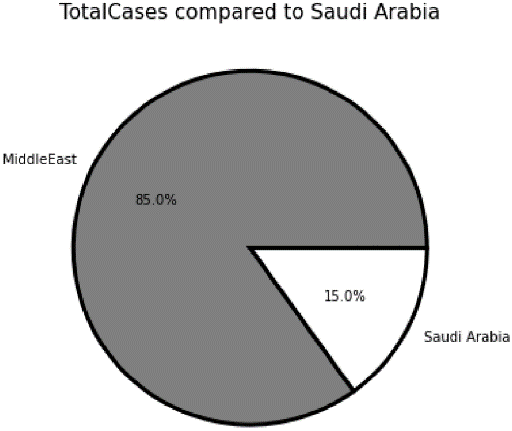 TotalCases compared to Saudi Arabia
MiddleEast
85.0%
15.0%
Saudi Arabia